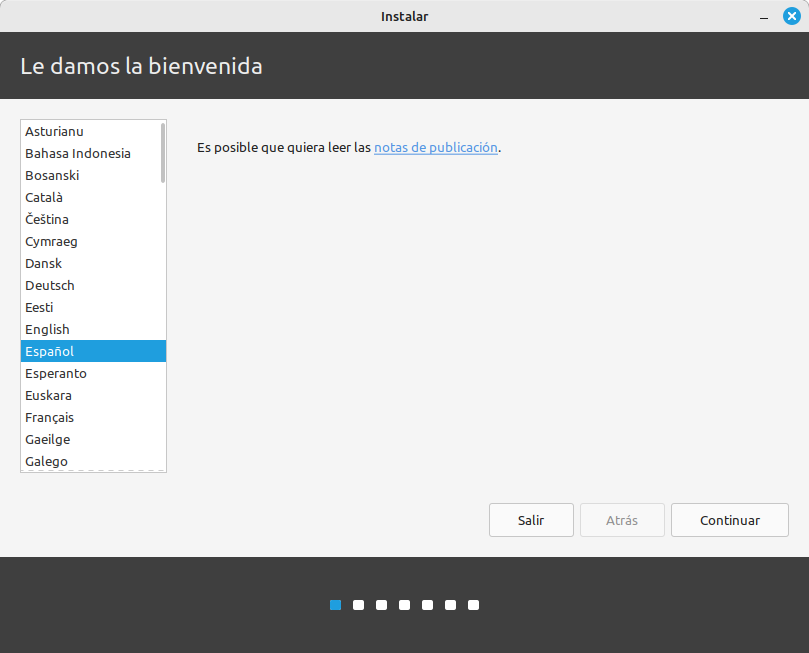 Instalar
Le damos la bienvenida
Asturianu
Bahasa Indonesia
Bosanski
Català
Čeština
Cymraeg
Dansk
Deutsch
Eesti
English
Español
Esperanto
Euskara
Français
Gaeilge
Galego
Es posible que quiera leer las notas de publicación.
Salir
Atrás
Continuar